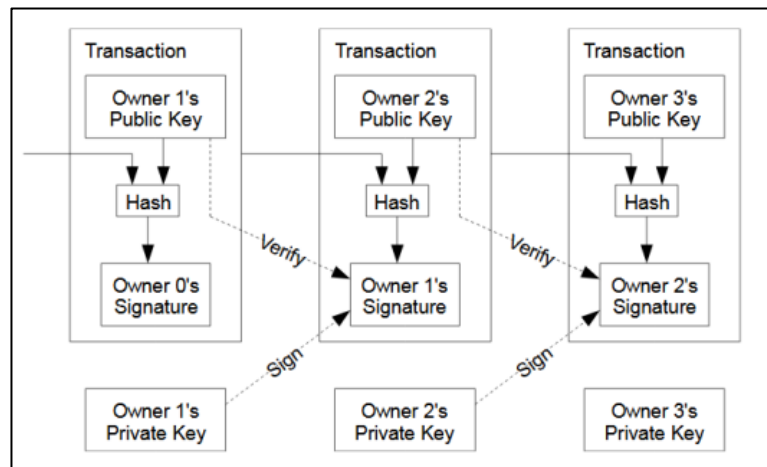 Transaction
Owner 1's
Public Key
Hash
Owner 0's
Signature
Transaction
Owner 2's
Public Key
Hash
Verify
Owner 1's
Signature
Transaction
Owner 3's
Public Key
Hash
Verify
Owner 2's
Signature
Sign
Sign
Owner 1's
Private Key
Owner 2's
Private Key
Owner 3's
Private Key